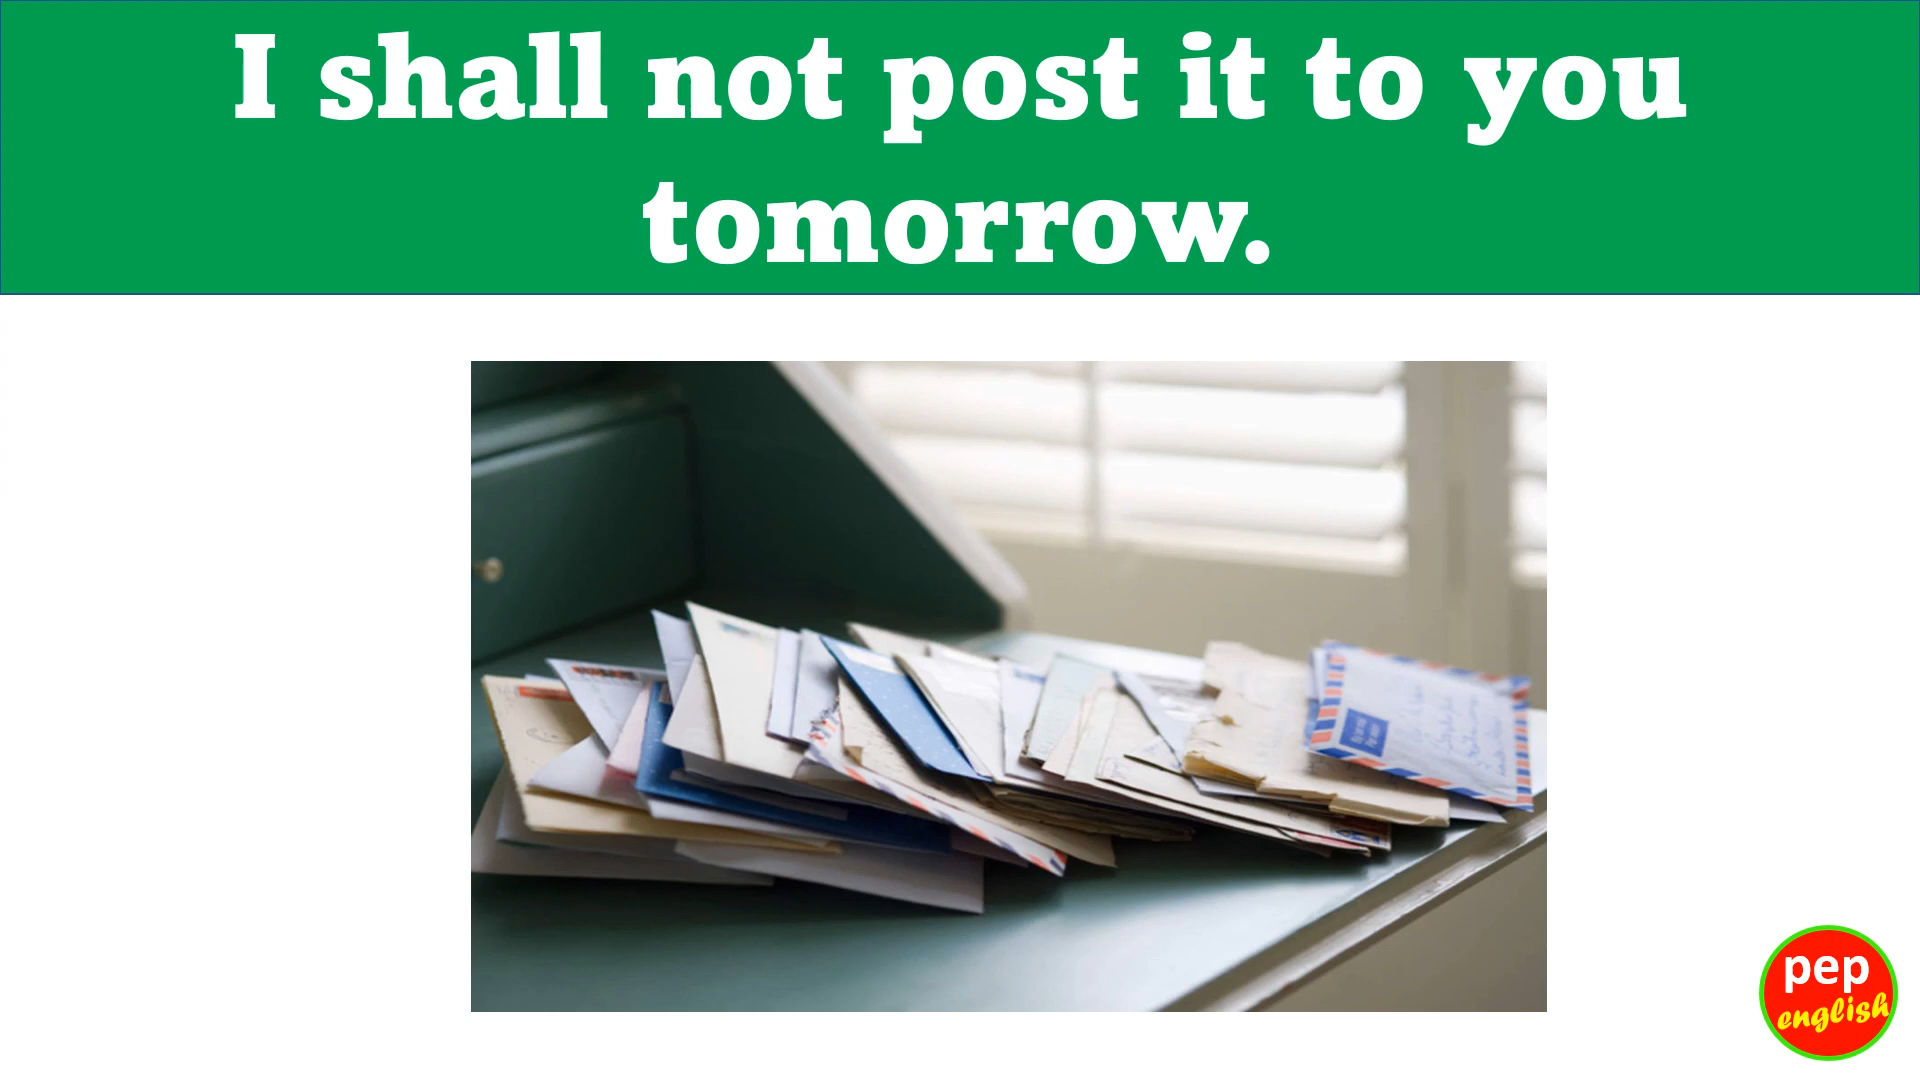 I shall not post it to you
tomorrow.
pep
english